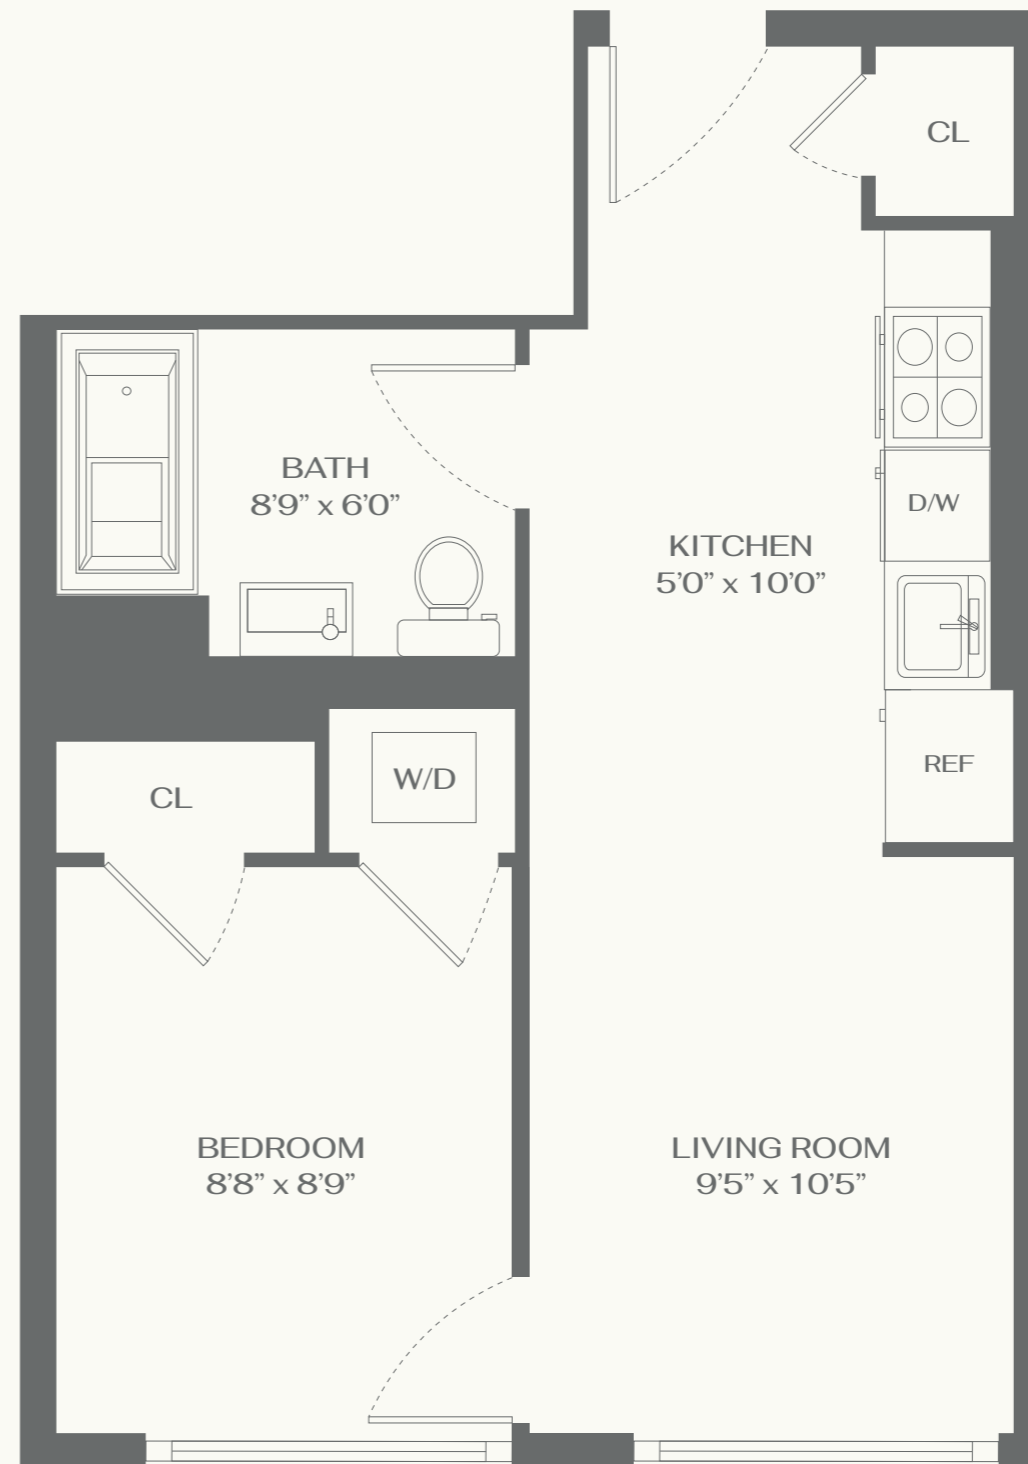 CL
BATH
8’9” x 6’0”
D/W
KITCHEN
5’0” x 10’0”
REF
W/D
CL
BEDROOM
8’8” x 8’9”
LIVING ROOM
9’5” x 10’5”